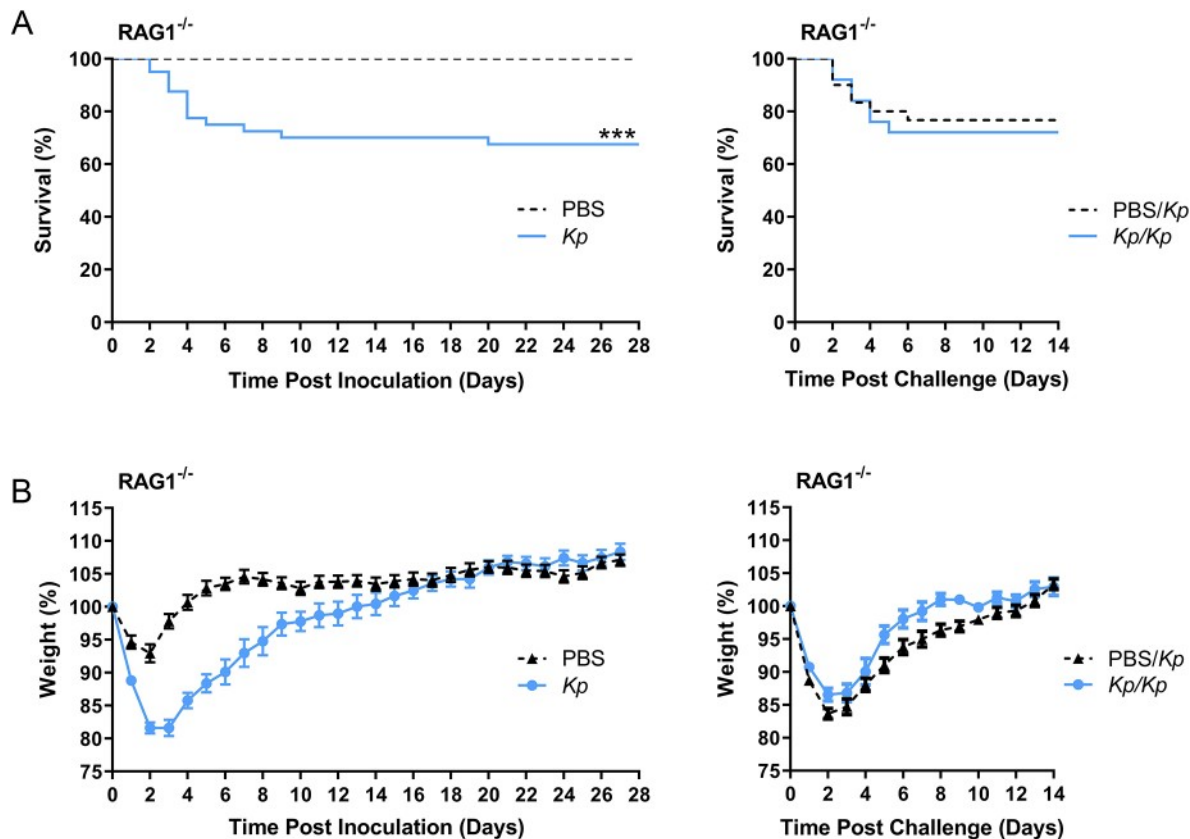 A
RAG1-/-
100
80
60
40
20
0
Survival (%)
***
PBS
Kp
0 2 4 6 8 10 12 14 16 18 20 22 24 26 28
Time Post Inoculation (Days)
RAG1-/-
100
80
60
40
20
0
Survival (%)
PBS/Kp
Kp/Kp
0 2 4 6 8 10 12 14
Time Post Challenge (Days)
B
RAG1-/-
115
110
105
100
95
90
85
80
75
Weight (%)
PBS
Kp
0 2 4 6 8 10 12 14 16 18 20 22 24 26 28
Time Post Inoculation (Days)
RAG1-/-
115
110
105
100
95
90
85
80
75
Weight (%)
PBS/Kp
Kp/Kp
0 2 4 6 8 10 12 14
Time Post Challenge (Days)